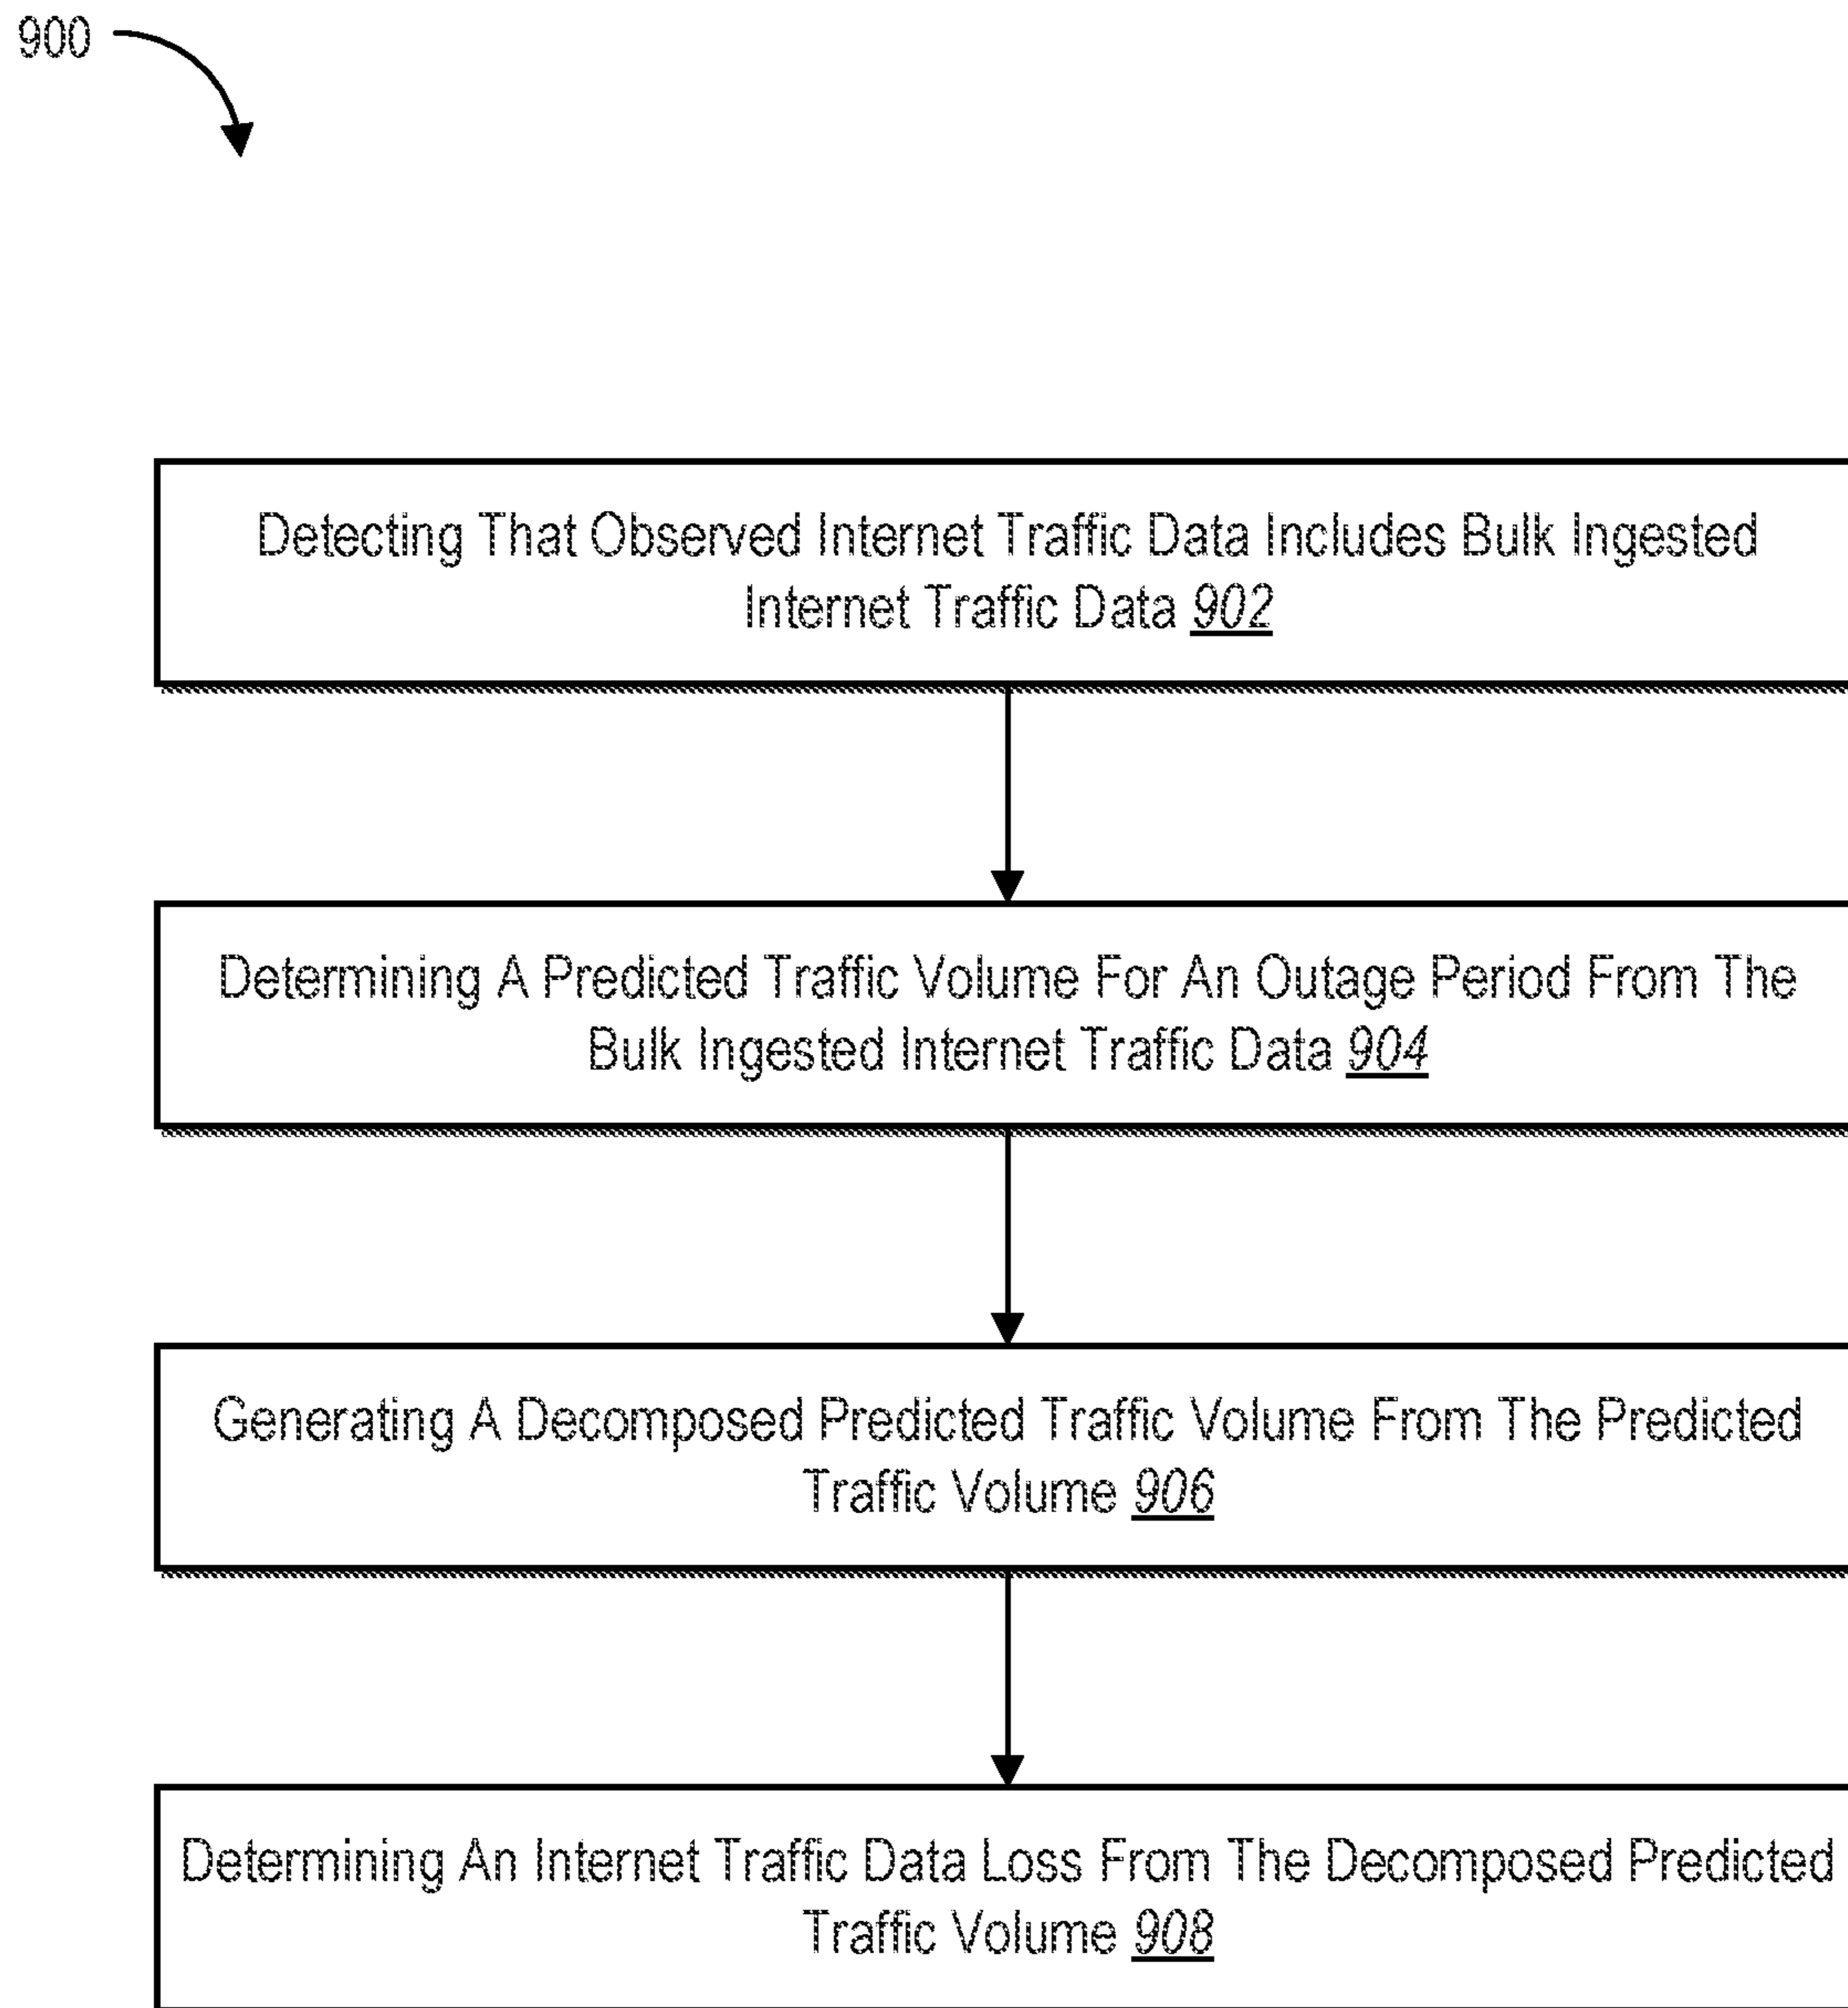 900
Detecting That Observed Internet Traffic Data Includes Bulk Ingested
Internet Traffic Data 902
Determining A Predicted Traffic Volume For An Outage Period From The
Bulk Ingested Internet Traffic Data 904
Generating A Decomposed Predicted Traffic Volume From The Predicted
Traffic Volume 906
Determining An Internet Traffic Data Loss From The Decomposed Predicted
Traffic Volume 908